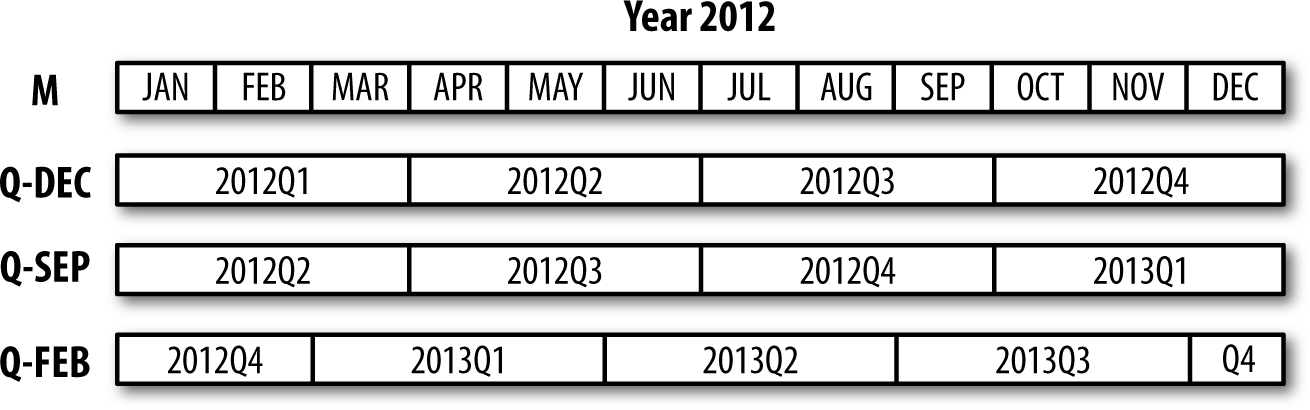 Year 2012
M JAN FEB MAR APR MAY JUN JUL AUG SEP OCT NOV DEC
Q-DEC 2012Q1 2012Q2 2012Q3 2012Q4
Q-SEP 2012Q2 2012Q3 2012Q4 2013Q1
Q-FEB 2012Q4 2013Q1 2013Q2 2013Q3 Q4